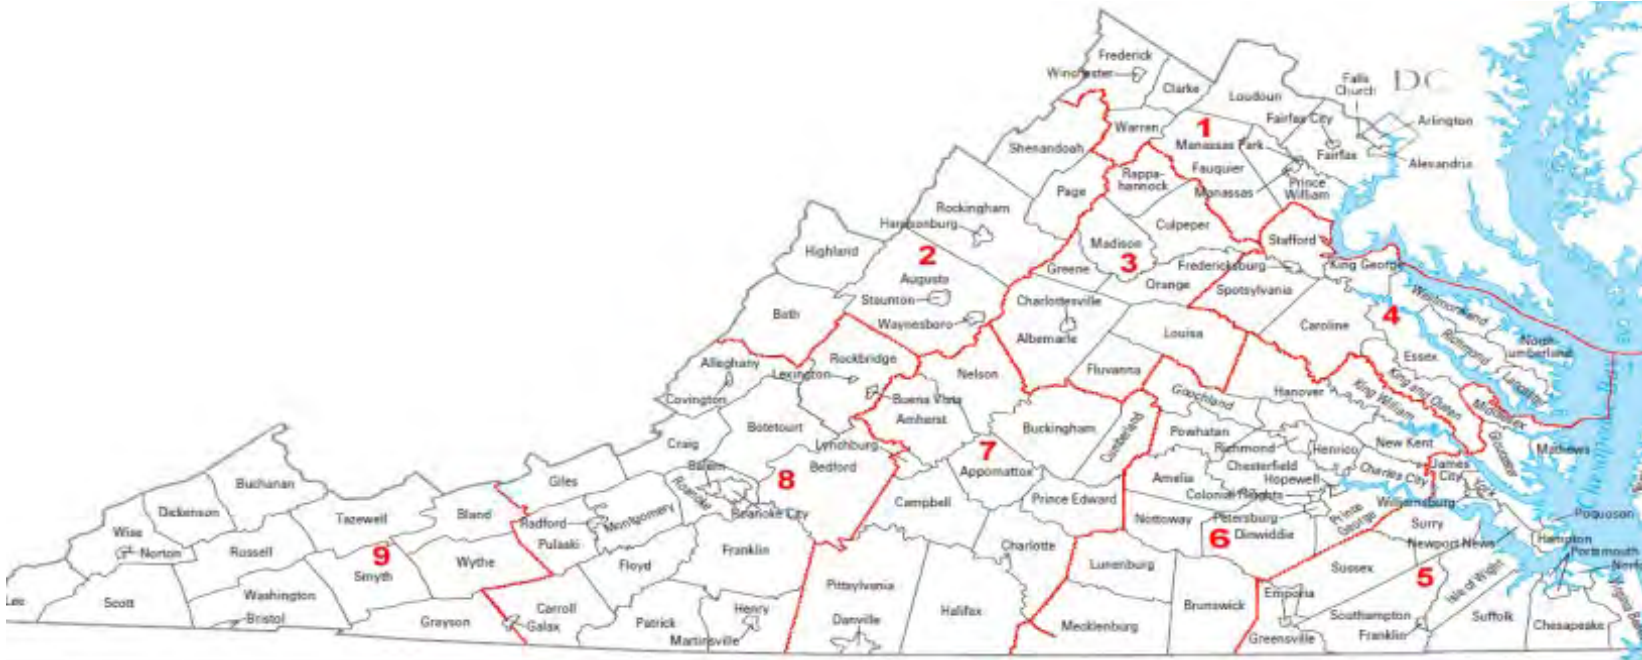 Frederick
Winchester
Clarke
Loudoun
Falls
Church
DC
Fairfax City
Arlington
Warren
1
Shenandoah
Manassas Park
Fairfax
Alexandria
Rappa-
hannock
Fauquier
Page
Manassas
Prince
William
Rockingham
Harrisonburg
Culpeper
Highland
Madison
Stafford
2
3
Fredericksburg
King George
Greene
Augusta
Orange
Spotsylvania
Westmoreland
Staunton
Charlottesville
Bath
Waynesboro
Caroline
4
Albemarle
Louisa
Richmond
North-
umberland
Alleghany
Rockbridge
Essex
Lexington
Nelson
Fluvanna
Lancaster
Covington
Buena Vista
Goochland
Hanover
King William
King and Queen
Middlesex
Amherst
Botetourt
Buckingham
Cumberland
Powhatan
Craig
Lynchburg
7
Richmond
Henrico
New Kent
Gloucester
Mathews
Salem
8
Bedford
Appomattox
Amelia
Chesterfield
Charles City
James
City
Giles
Roanoke
Hopewell
York
Buchanan
Campbell
Prince Edward
Colonial Heights
Williamsburg
Dickenson
Bland
Radford
Montgomery
Roanoke City
Nottoway
Petersburg
Prince
George
Surry
Poquoson
Tazewell
Wise
Norton
Russell
9
Pulaski
Franklin
Charlotte
6
Dinwiddie
Newport News
Hampton
Portsmouth
Wythe
Floyd
Lunenburg
Sussex
5
Smyth
Pittsylvania
Isle of Wight
Washington
Emporia
Scott
Carroll
Henry
Halifax
Brunswick
Southampton
Suffolk
Bristol
Grayson
Galax
Patrick
Martinsville
Danville
Mecklenburg
Greensville
Franklin
Chesapeake